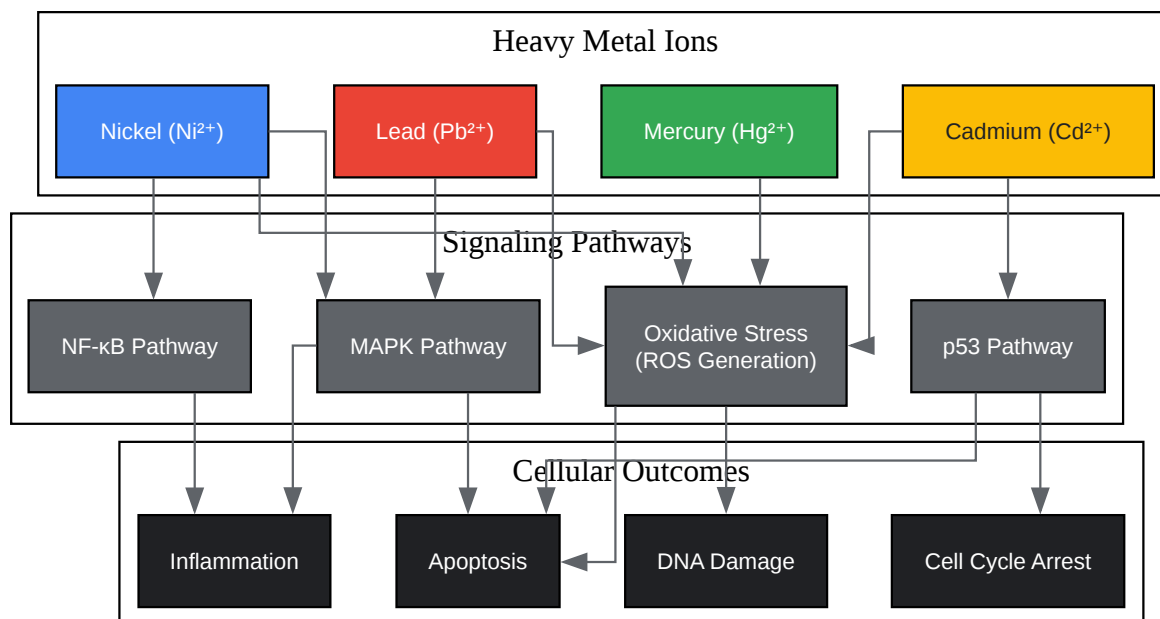 Heavy Metal Ions
Nickel (Ni²⁺)
Lead (Pb²⁺)
Mercury (Hg²⁺)
Cadmium (Cd²⁺)
Signaling Pathways
NF-κB Pathway
MAPK Pathway
Oxidative Stress
(ROS Generation)
p53 Pathway
Cellular Outcomes
Inflammation
Apoptosis
DNA Damage
Cell Cycle Arrest